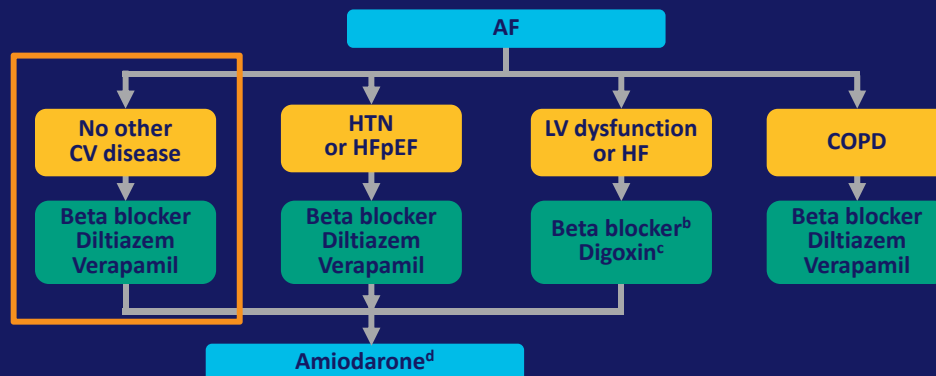 AF
No other
CV disease
HTN
or HFpEF
LV dysfunction
or HF
COPD
Beta blocker
Diltiazem
Verapamil
Beta blocker
Diltiazem
Verapamil
Beta blockerᵇ
Digoxinᶜ
Beta blocker
Diltiazem
Verapamil
Amiodaroneᵈ